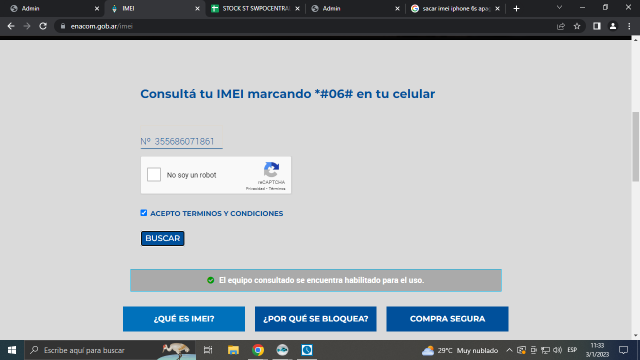 Admin
IMEI
STOCK ST SWPOCENTRAL
Admin
sacar imei iphone 6s apag
enacom.gob.ar/imei
Consultá tu IMEI marcando *#06# en tu celular
Nº 355686071861
No soy un robot
reCAPTCHA
Privacidad - Términos
ACEPTO TERMINOS Y CONDICIONES
BUSCAR
El equipo consultado se encuentra habilitado para el uso.
¿QUÉ ES IMEI?
¿POR QUÉ SE BLOQUEA?
COMPRA SEGURA
Escribe aquí para buscar
29°C Muy nublado
ESP
11:33
3/1/2023